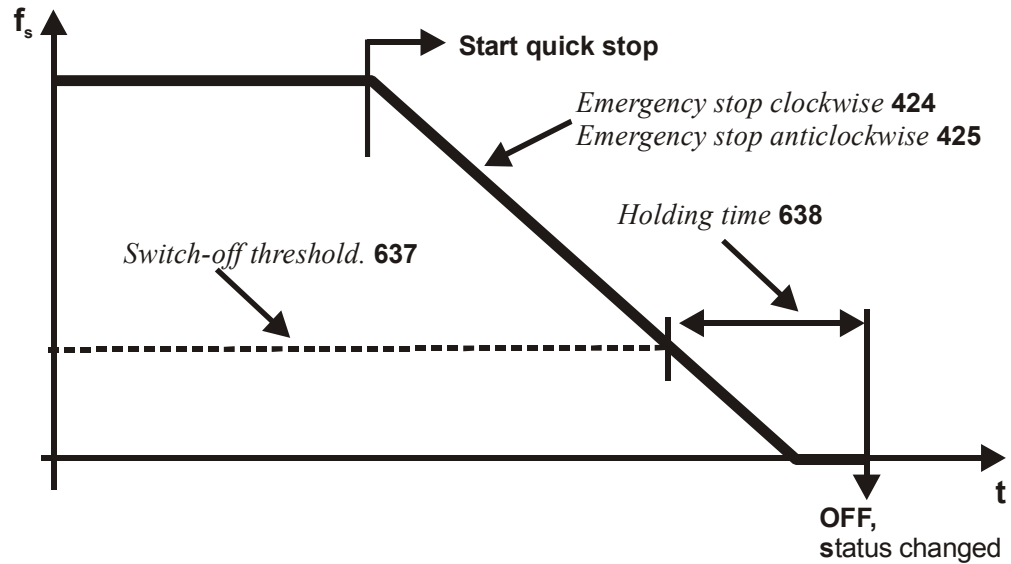 fs
Start quick stop
Emergency stop clockwise 424
Emergency stop anticlockwise 425
Holding time 638
Switch-off threshold. 637
t
OFF,
status changed